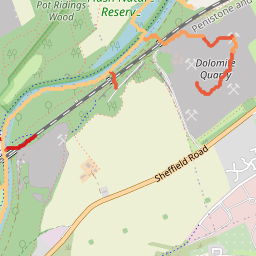 Pot Ridings
Wood
Nature
Reserve
Penistone and
Dolomite
Quarry
Sheffield Road